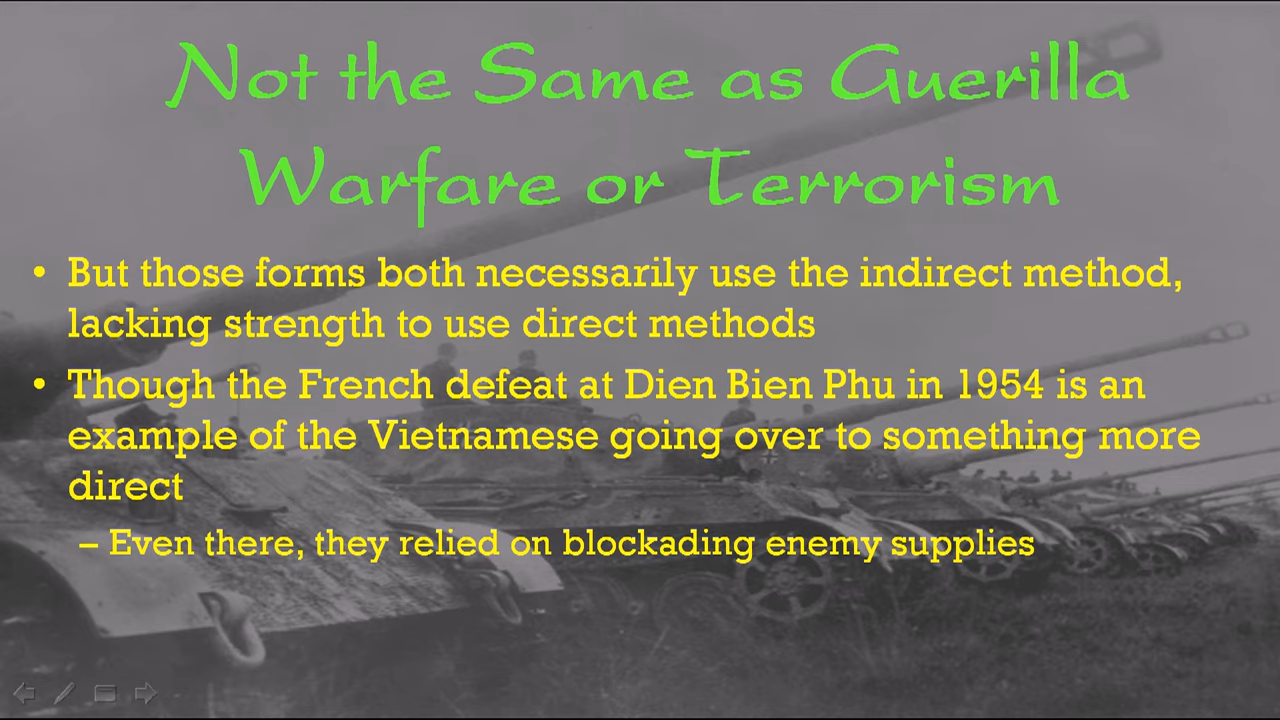 Not the Same as Guerilla
Warfare or Terrorism
• But those forms both necessarily use the indirect method,
lacking strength to use direct methods
• Though the French defeat at Dien Bien Phu in 1954 is an
example of the Vietnamese going over to something more
direct
– Even there, they relied on blockading enemy supplies